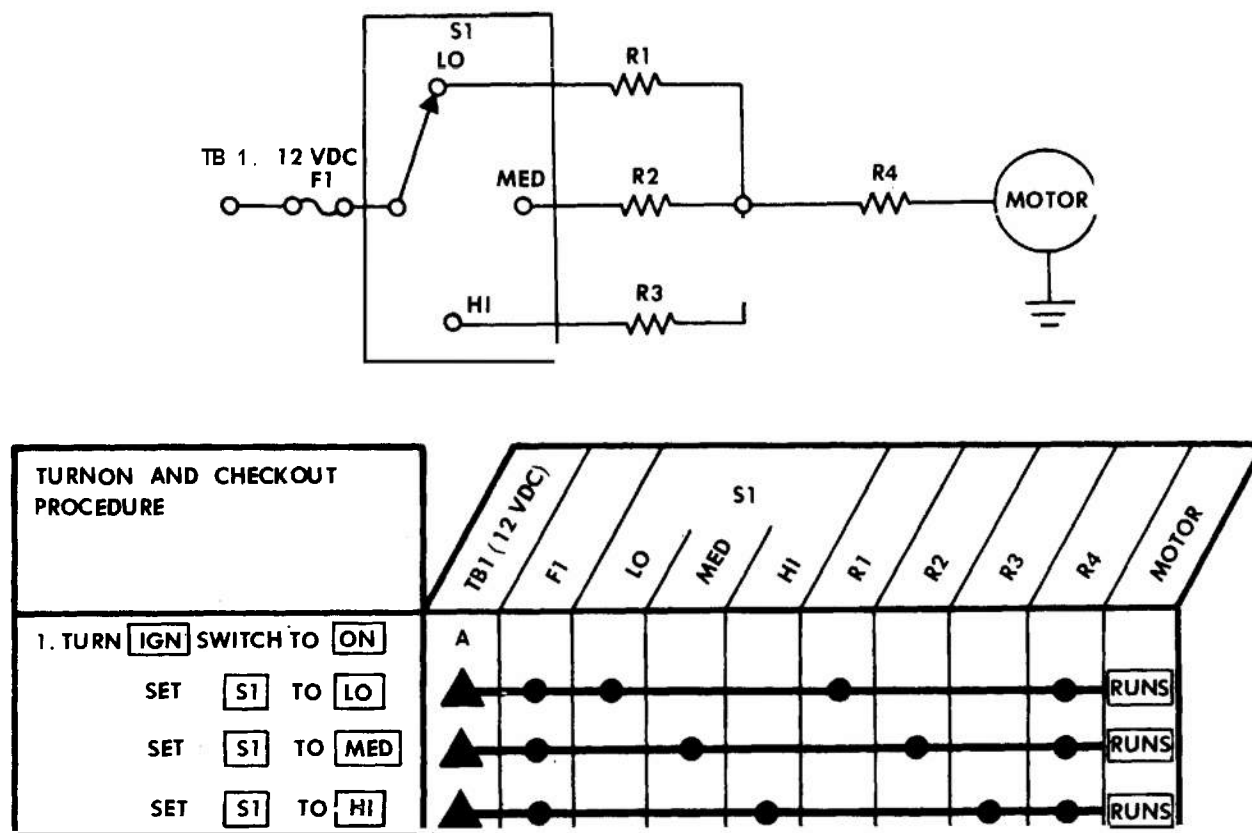 S1
LO
R1
TB 1. 12 VDC
F1
MED
R2
R4
MOTOR
HI
R3
TURNON AND CHECKOUT
PROCEDURE
TB1 (12 VDC)
F1
S1
LO
MED
HI
R1
R2
R3
R4
MOTOR
1. TURN IGN SWITCH TO ON
A
SET S1 TO LO
RUNS
SET S1 TO MED
RUNS
SET S1 TO HI
RUNS